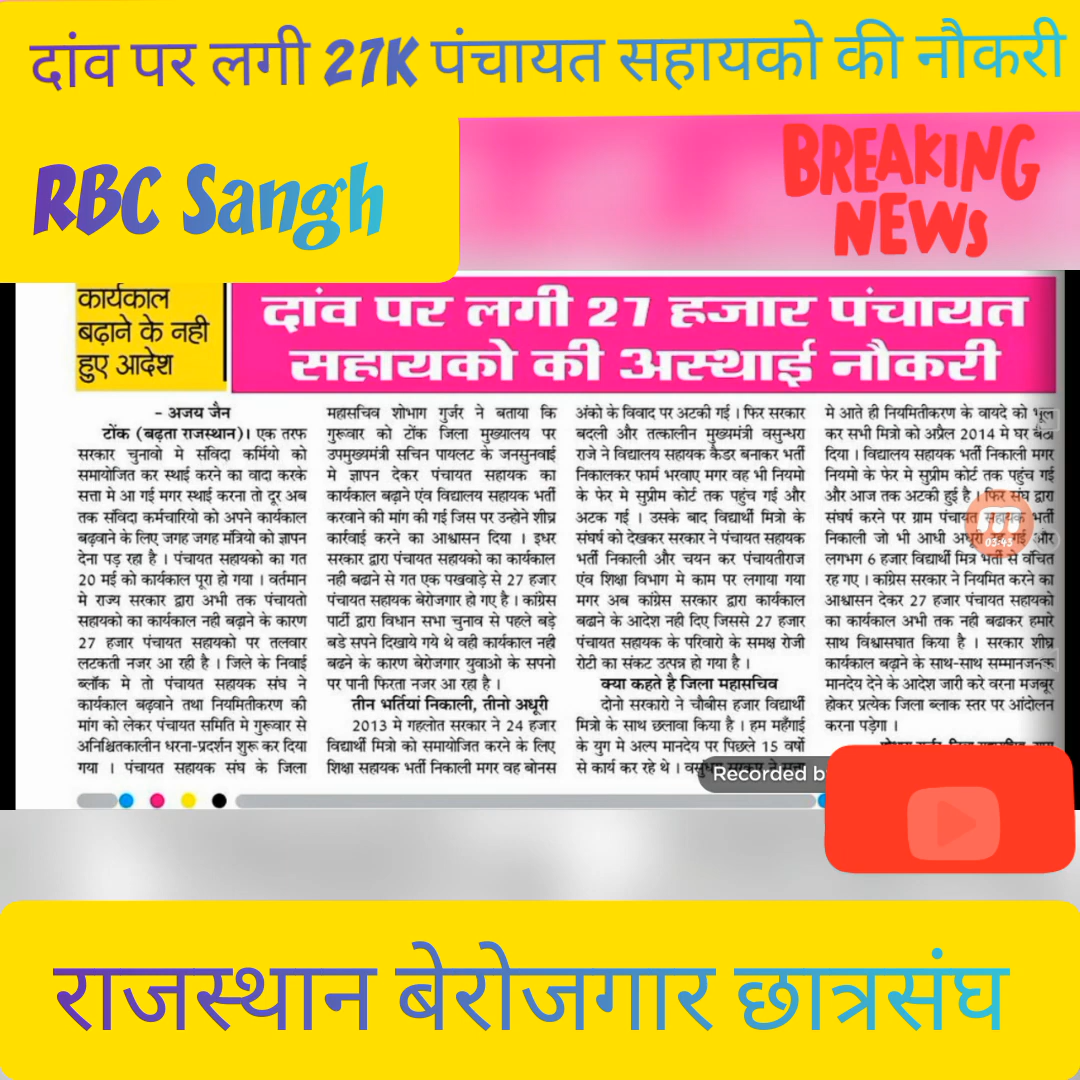 दांव पर लगी 27K पंचायत सहायको की नौकरी
RBC Sangh
BREAKING
NEWS
कार्यकाल
बढ़ाने के नही
हुए आदेश
दांव पर लगी 27 हजार पंचायत
सहायको की अस्थाई नौकरी
- अजय जैन
टोंक (बढ़ता राजस्थान)। एक तरफ
सरकार चुनावो मे संविदा कर्मियो को
समायोजित कर स्थाई करने का वादा करके
सत्ता मे आ गई मगर स्थाई करना तो दूर अब
तक संविदा कर्मचारियो को अपने कार्यकाल
बढ़वाने के लिए जगह जगह मंत्रियो को ज्ञापन
देना पड़ रहा है । पंचायत सहायको का गत
20 मई को कार्यकाल पूरा हो गया । वर्तमान
मे राज्य सरकार द्वारा अभी तक पंचायतो
सहायको का कार्यकाल नही बढ़ाने के कारण
27 हजार पंचायत सहायको पर तलवार
लटकती नजर आ रही है । जिले के निवाई
ब्लॉक मे तो पंचायत सहायक संघ ने
कार्यकाल बढ़वाने तथा नियमितीकरण की
मांग को लेकर पंचायत समिति मे गुरूवार से
अनिश्चितकालीन धरना-प्रदर्शन शुरू कर दिया
गया । पंचायत सहायक संघ के जिला
महासचिव शोभाग गुर्जर ने बताया कि
गुरूवार को टोंक जिला मुख्यालय पर
उपमुख्यमंत्री सचिन पायलट के जनसुनवाई
मे ज्ञापन देकर पंचायत सहायक का
कार्यकाल बढ़ाने एंव विद्यालय सहायक भर्ती
करवाने की मांग की गई जिस पर उन्होने शीघ्र
कार्रवाई करने का आश्वासन दिया । इधर
सरकार द्वारा पंचायत सहायको का कार्यकाल
नही बढाने से गत एक पखवाड़े से 27 हजार
पंचायत सहायक बेरोजगार हो गए है । कांग्रेस
पार्टी द्वारा विधान सभा चुनाव से पहले बड़े
बडे सपने दिखाये गये थे वही कार्यकाल नही
बढने के कारण बेरोजगार युवाओ के सपनो
पर पानी फिरता नजर आ रहा है ।
तीन भर्तियां निकाली, तीनो अधूरी
2013 मे गहलोत सरकार ने 24 हजार
विद्यार्थी मित्रो को समायोजित करने के लिए
शिक्षा सहायक भर्ती निकाली मगर वह बोनस
अंको के विवाद पर अटकी गई । फिर सरकार
बदली और तत्कालीन मुख्यमंत्री वसुन्धरा
राजे ने विद्यालय सहायक कैडर बनाकर भर्ती
निकालकर फार्म भरवाए मगर वह भी नियमो
के फेर मे सुप्रीम कोर्ट तक पहुंच गई और
अटक गई । उसके बाद विद्यार्थी मित्रो के
संघर्ष को देखकर सरकार ने पंचायत सहायक
भर्ती निकाली और चयन कर पंचायतीराज
एंव शिक्षा विभाग मे काम पर लगाया गया
मगर अब कांग्रेस सरकार द्वारा कार्यकाल
बढाने के आदेश नही दिए जिससे 27 हजार
पंचायत सहायक के परिवारो के समक्ष रोजी
रोटी का संकट उत्पन्न हो गया है ।
क्या कहते है जिला महासचिव
दोनो सरकारो ने चौबीस हजार विद्यार्थी
मित्रो के साथ छलावा किया है । हम महँगाई
के युग मे अल्प मानदेय पर पिछले 15 वर्षो
से कार्य कर रहे थे । वसुंधरा सरकार ने सत्ता
मे आते ही नियमितीकरण के वायदे को भूल
कर सभी मित्रो को अप्रैल 2014 मे घर बैठा
दिया । विद्यालय सहायक भर्ती निकाली मगर
नियमो के फेर मे सुप्रीम कोर्ट तक पहुंच गई
और आज तक अटकी हुई है । फिर संघ द्वारा
संघर्ष करने पर ग्राम पंचायत सहायक भर्ती
निकाली जो भी आधी अधूरी गई और
लगभग 6 हजार विद्यार्थी मित्र भर्ती से वंचित
रह गए । कांग्रेस सरकार ने नियमित करने का
आश्वासन देकर 27 हजार पंचायत सहायको
का कार्यकाल अभी तक नही बढाकर हमारे
साथ विश्वासघात किया है । सरकार शीघ्र
कार्यकाल बढ़ाने के साथ-साथ सम्मानजनक
मानदेय देने के आदेश जारी करे वरना मजबूर
होकर प्रत्येक जिला ब्लाक स्तर पर आंदोलन
करना पड़ेगा ।
03:43
Recorded b
राजस्थान बेरोजगार छात्रसंघ